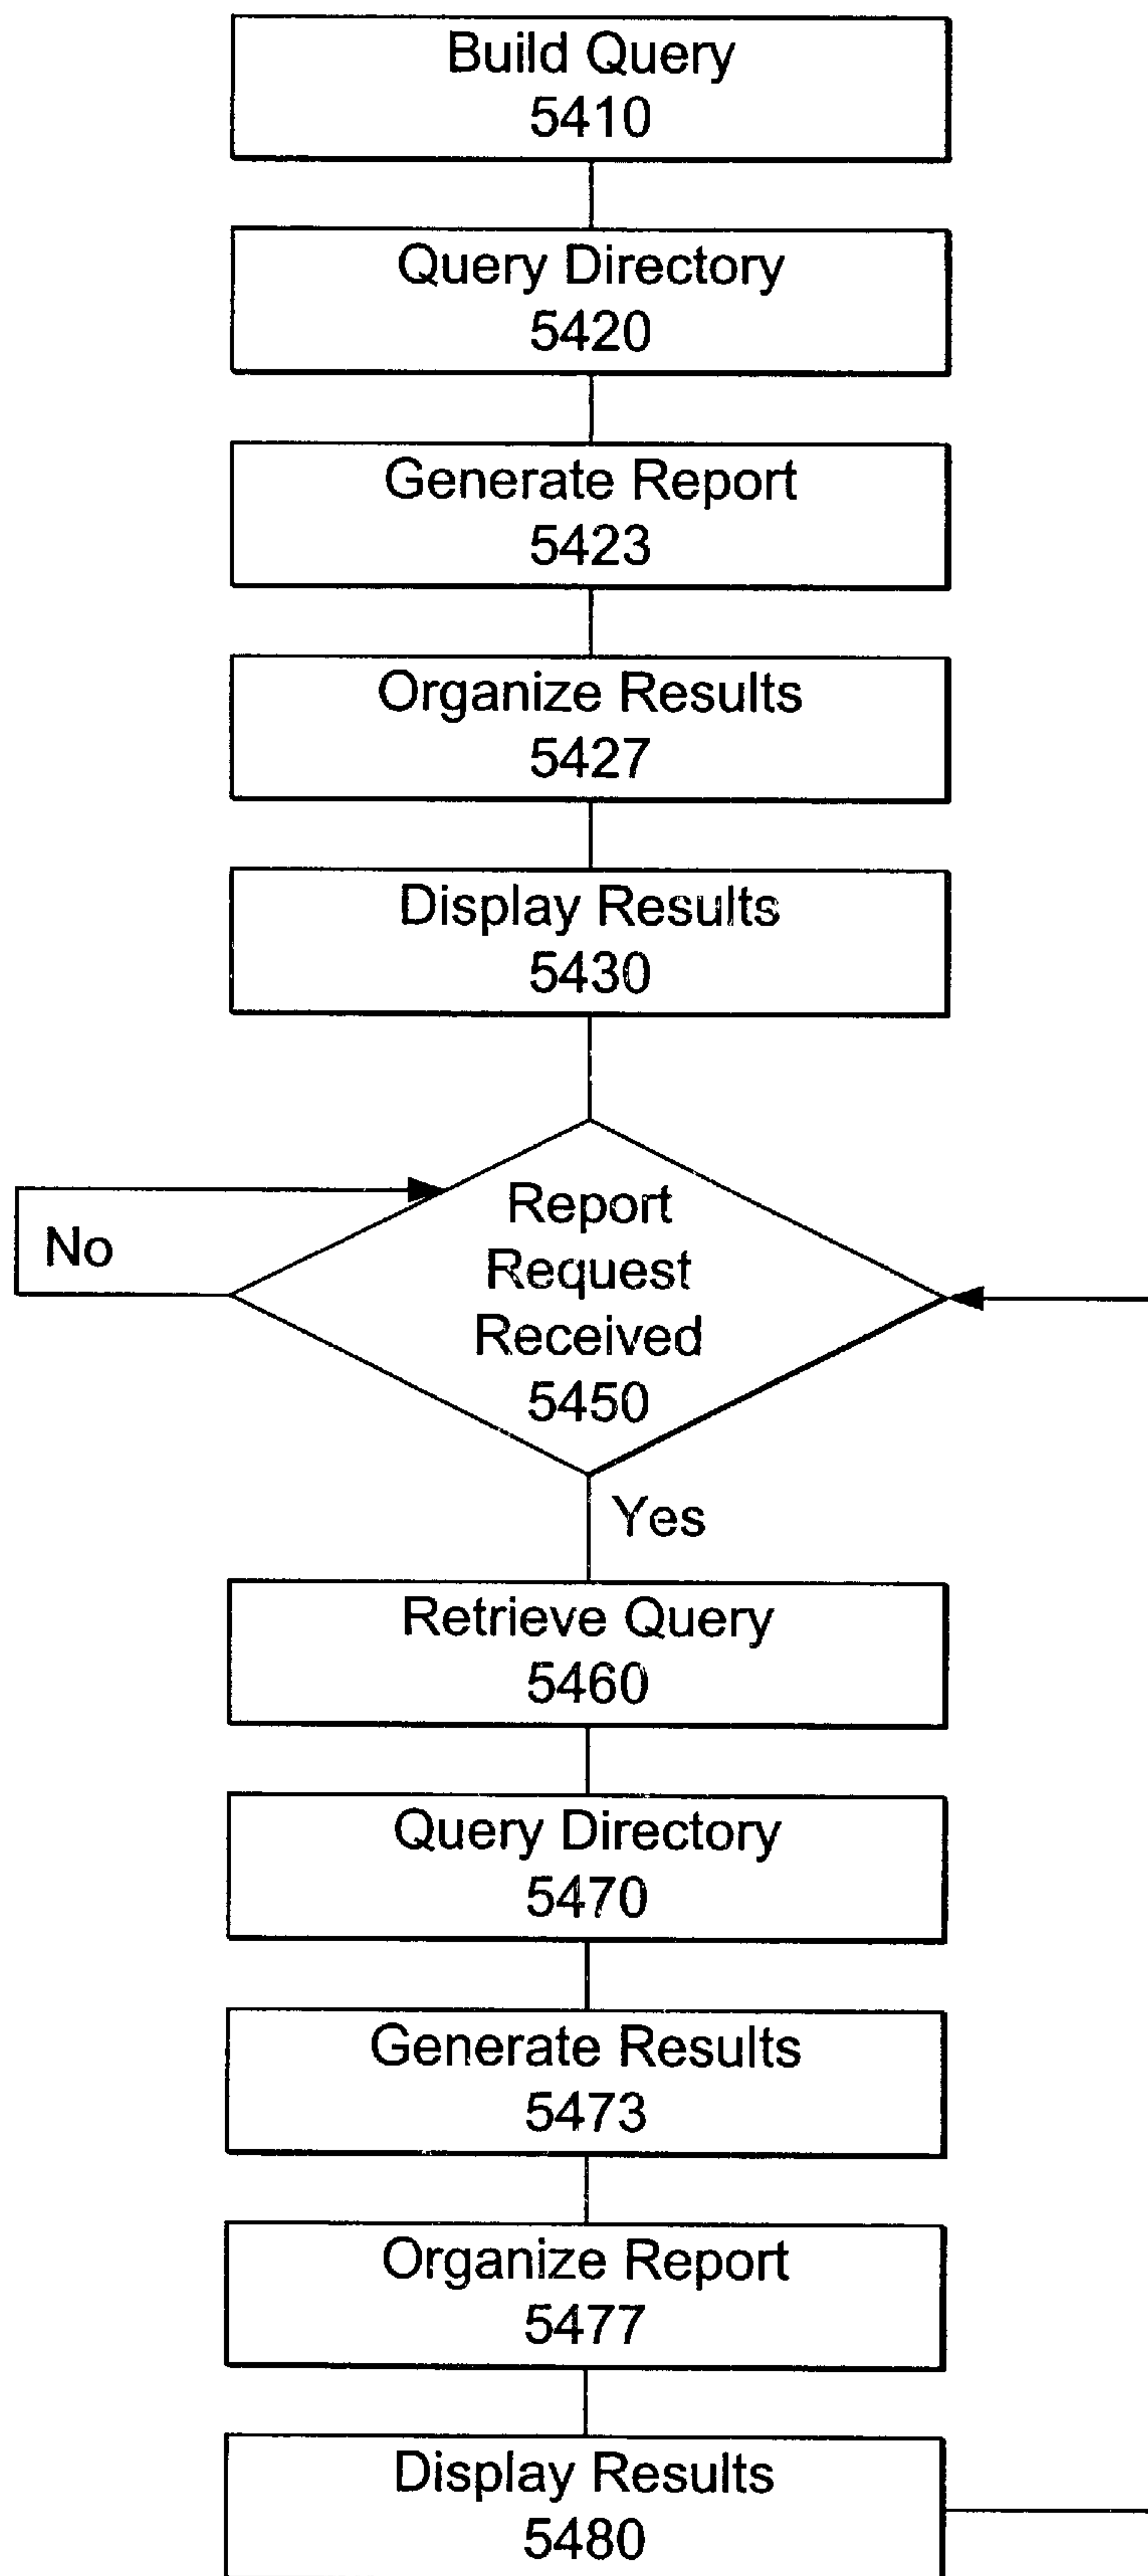 Build Query
5410
Query Directory
5420
Generate Report
5423
Organize Results
5427
Display Results
5430
No
Report
Request
Received
5450
Yes
Retrieve Query
5460
Query Directory
5470
Generate Results
5473
Organize Report
5477
Display Results
5480